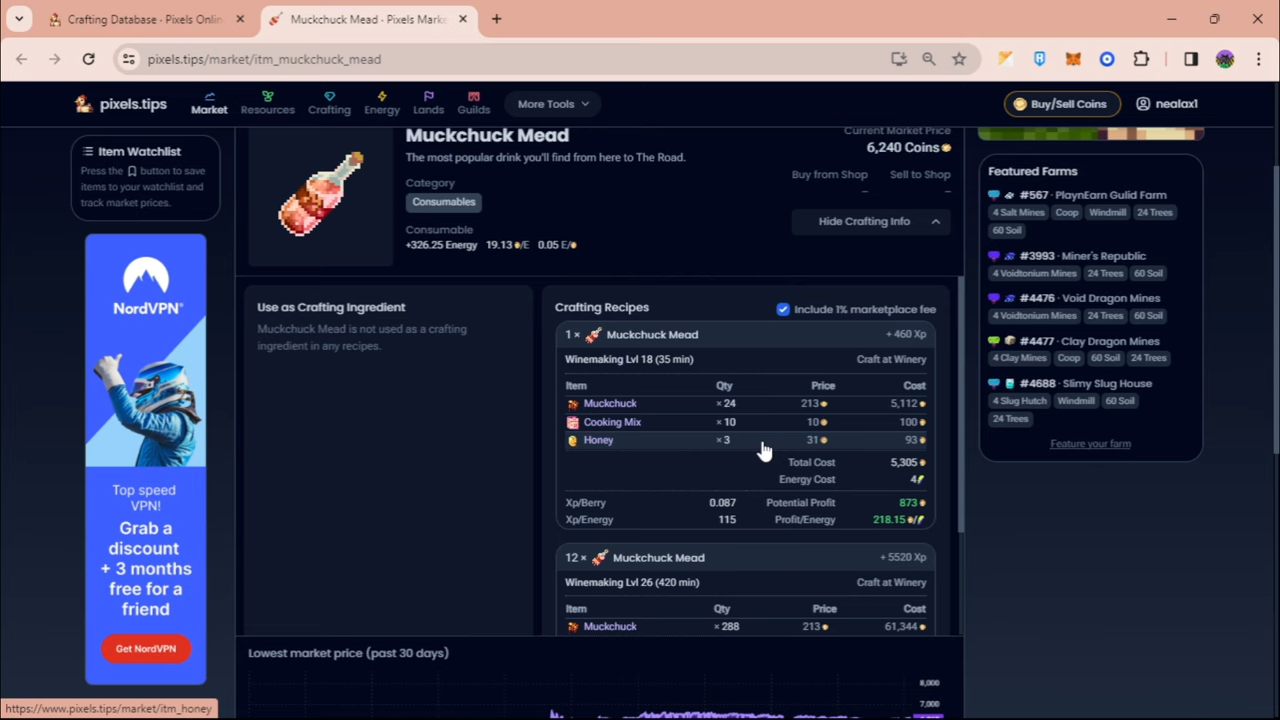 Crafting Database - Pixels Onlin
Muckchuck Mead - Pixels Mark
pixels.tips/market/itm_muckchuck_mead
pixels.tips
Market
Resources
Crafting
Energy
Lands
Guilds
More Tools
Buy/Sell Coins
nealax1
Item Watchlist
Press the button to save
items to your watchlist and
track market prices.
NordVPN®
Top speed
VPN!
Grab a
discount
+ 3 months
free for a
friend
Get NordVPN
https://www.pixels.tips/market/itm_honey
Muckchuck Mead
The most popular drink you'll find from here to The Road.
Category
Consumables
Consumable
+326.25 Energy 19.13 /E 0.05 E/
Current Market Price
6,240 Coins
Buy from Shop Sell to Shop
– –
Hide Crafting Info
Use as Crafting Ingredient
Muckchuck Mead is not used as a crafting
ingredient in any recipes.
Crafting Recipes
Include 1% marketplace fee
1 × Muckchuck Mead + 460 Xp
Winemaking Lvl 18 (35 min) Craft at Winery
Item Qty Price Cost
Muckchuck × 24 213 5,112
Cooking Mix × 10 10 100
Honey × 3 31 93
Total Cost 5,305
Energy Cost 4
Xp/Berry 0.087 Potential Profit 873
Xp/Energy 115 Profit/Energy 218.15 /
12 × Muckchuck Mead + 5520 Xp
Winemaking Lvl 26 (420 min) Craft at Winery
Item Qty Price Cost
Muckchuck × 288 213 61,344
Lowest market price (past 30 days)
8,000
7,000
Featured Farms
#567 · PlaynEarn Guild Farm
4 Salt Mines Coop Windmill 24 Trees
60 Soil
#3993 · Miner's Republic
4 Voidtonium Mines 24 Trees 60 Soil
#4476 · Void Dragon Mines
4 Voidtonium Mines 24 Trees 60 Soil
#4477 · Clay Dragon Mines
4 Clay Mines Coop 60 Soil 24 Trees
#4688 · Slimy Slug House
4 Slug Hutch Windmill 60 Soil
24 Trees
Feature your farm